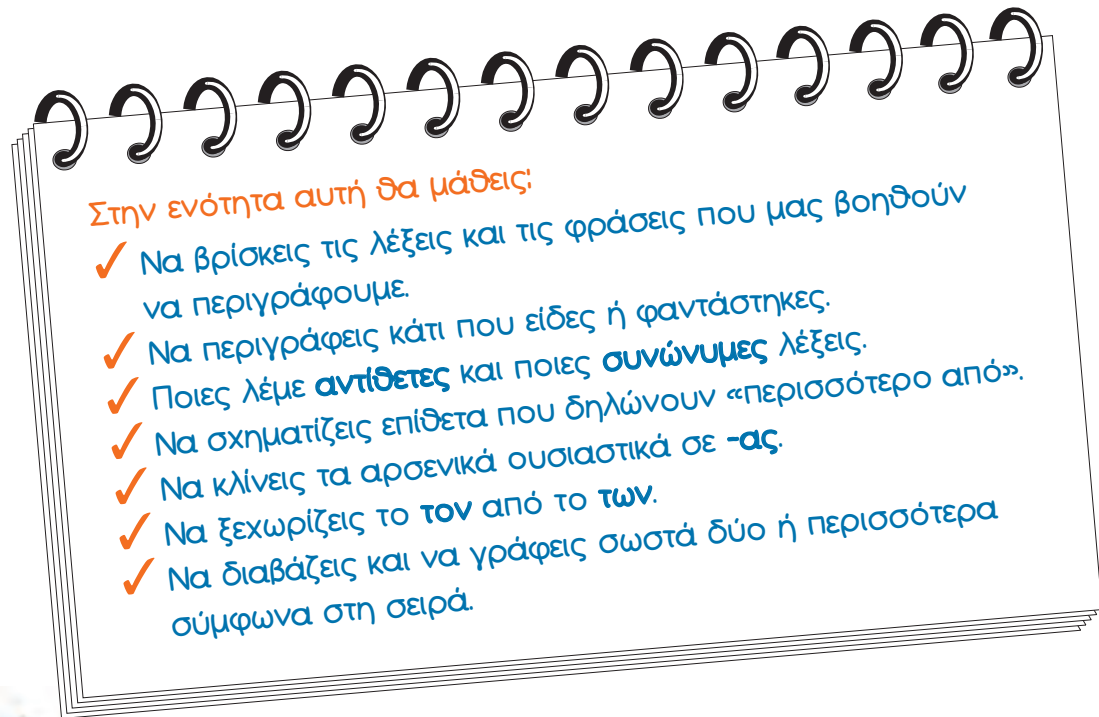 Στην ενότητα αυτή θα μάθεις:
✓ Να βρίσκεις τις λέξεις και τις φράσεις που μας βοηθούν
να περιγράφουμε.
✓ Να περιγράφεις κάτι που είδες ή φαντάστηκες.
✓ Ποιες λέμε αντίθετες και ποιες συνώνυμες λέξεις.
✓ Να σχηματίζεις επίθετα που δηλώνουν «περισσότερο από».
✓ Να κλίνεις τα αρσενικά ουσιαστικά σε -ας.
✓ Να ξεχωρίζεις το τον από το των.
✓ Να διαβάζεις και να γράφεις σωστά δύο ή περισσότερα
σύμφωνα στη σειρά.